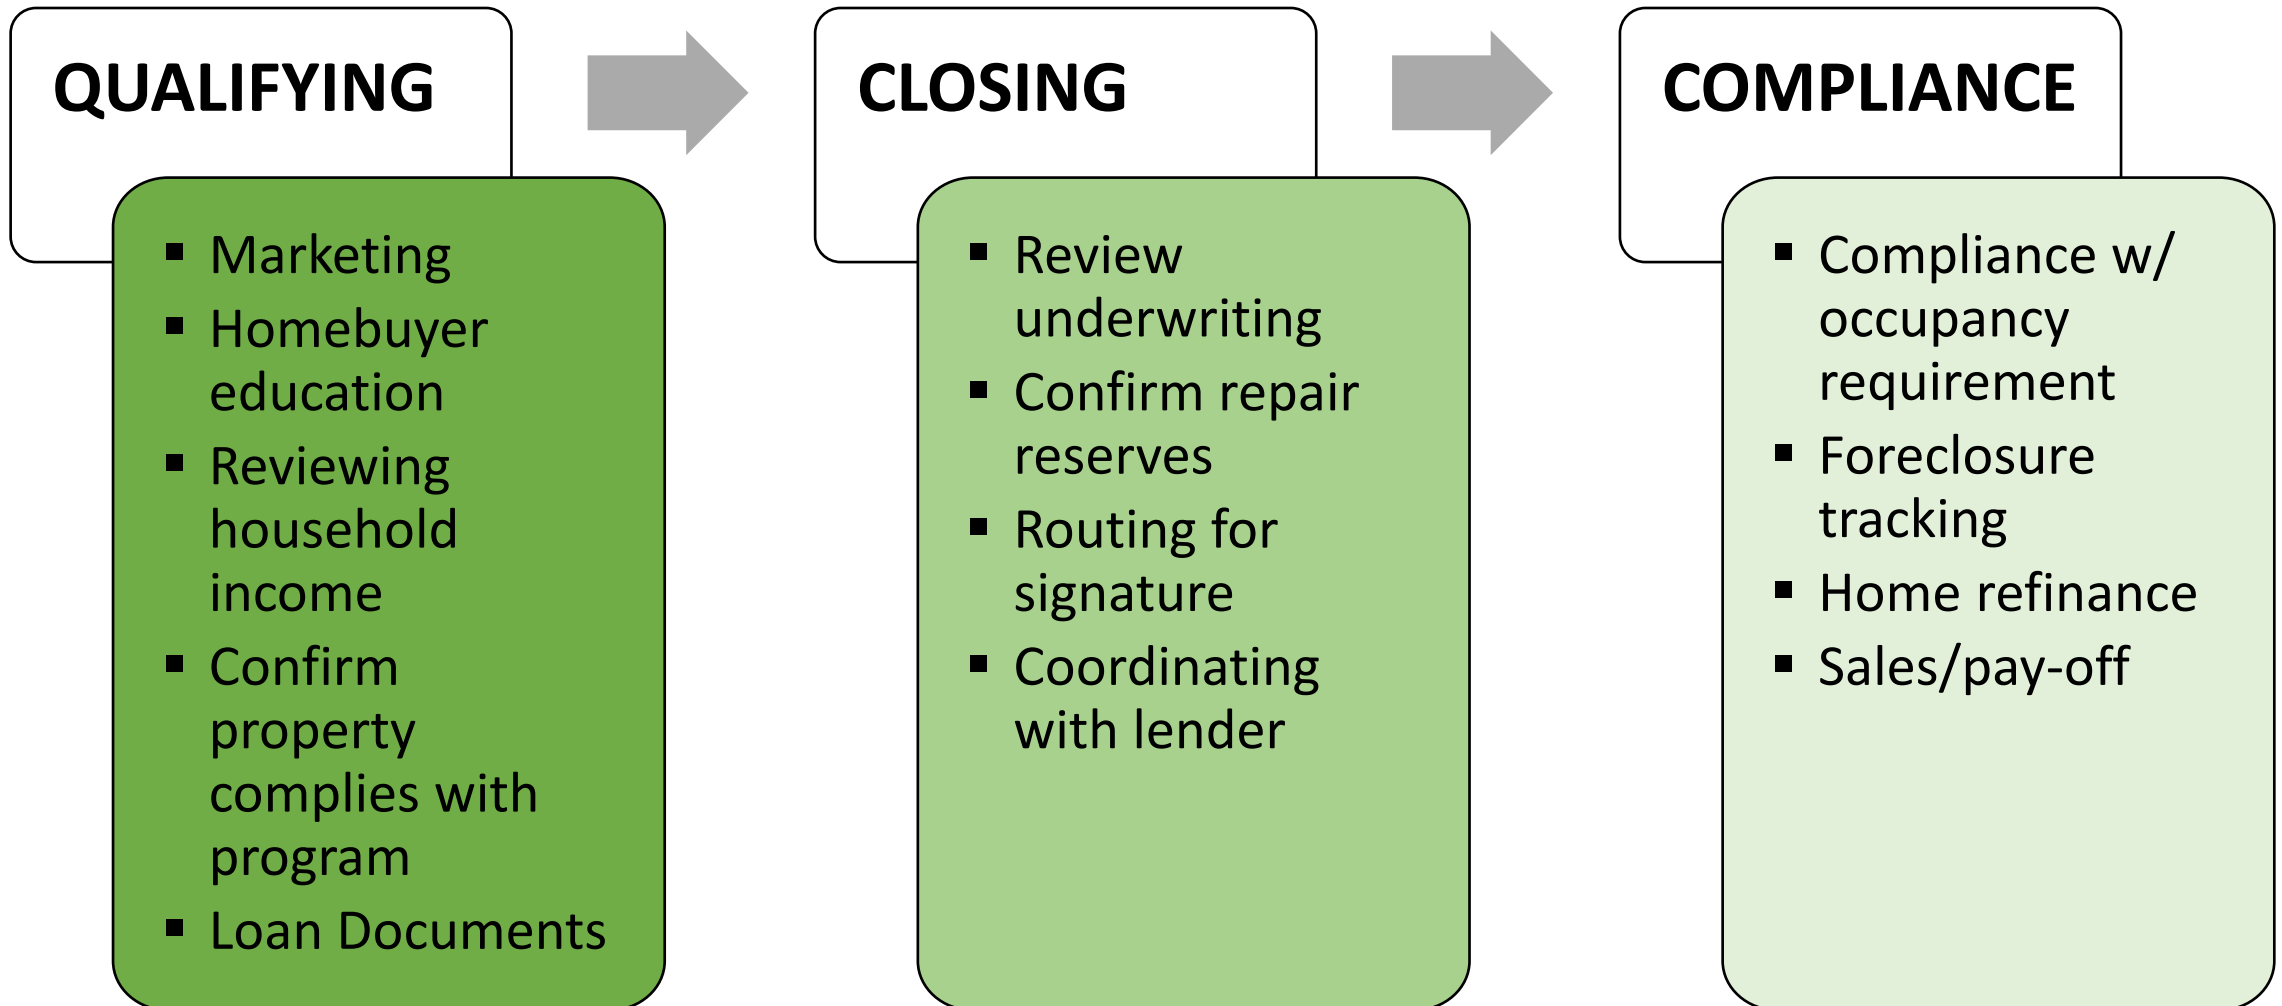 QUALIFYING
▪ Marketing
▪ Homebuyer
education
▪ Reviewing
household
income
▪ Confirm
property
complies with
program
▪ Loan Documents
CLOSING
▪ Review
underwriting
▪ Confirm repair
reserves
▪ Routing for
signature
▪ Coordinating
with lender
COMPLIANCE
▪ Compliance w/
occupancy
requirement
▪ Foreclosure
tracking
▪ Home refinance
▪ Sales/pay-off